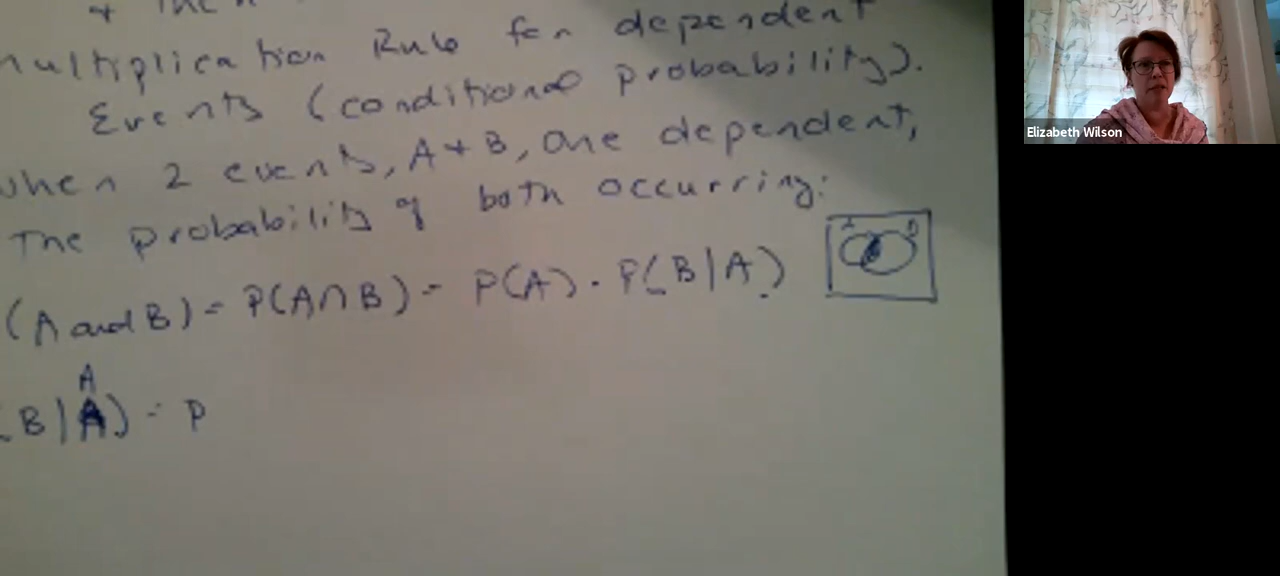 Multiplication Rule for dependent
Events (conditional probability).
when 2 events, A + B, are dependent,
The probability of both occurring:
A B
(A and B) = P(A∩B) = P(A) · P(B|A)
A
B|A) = P
Elizabeth Wilson